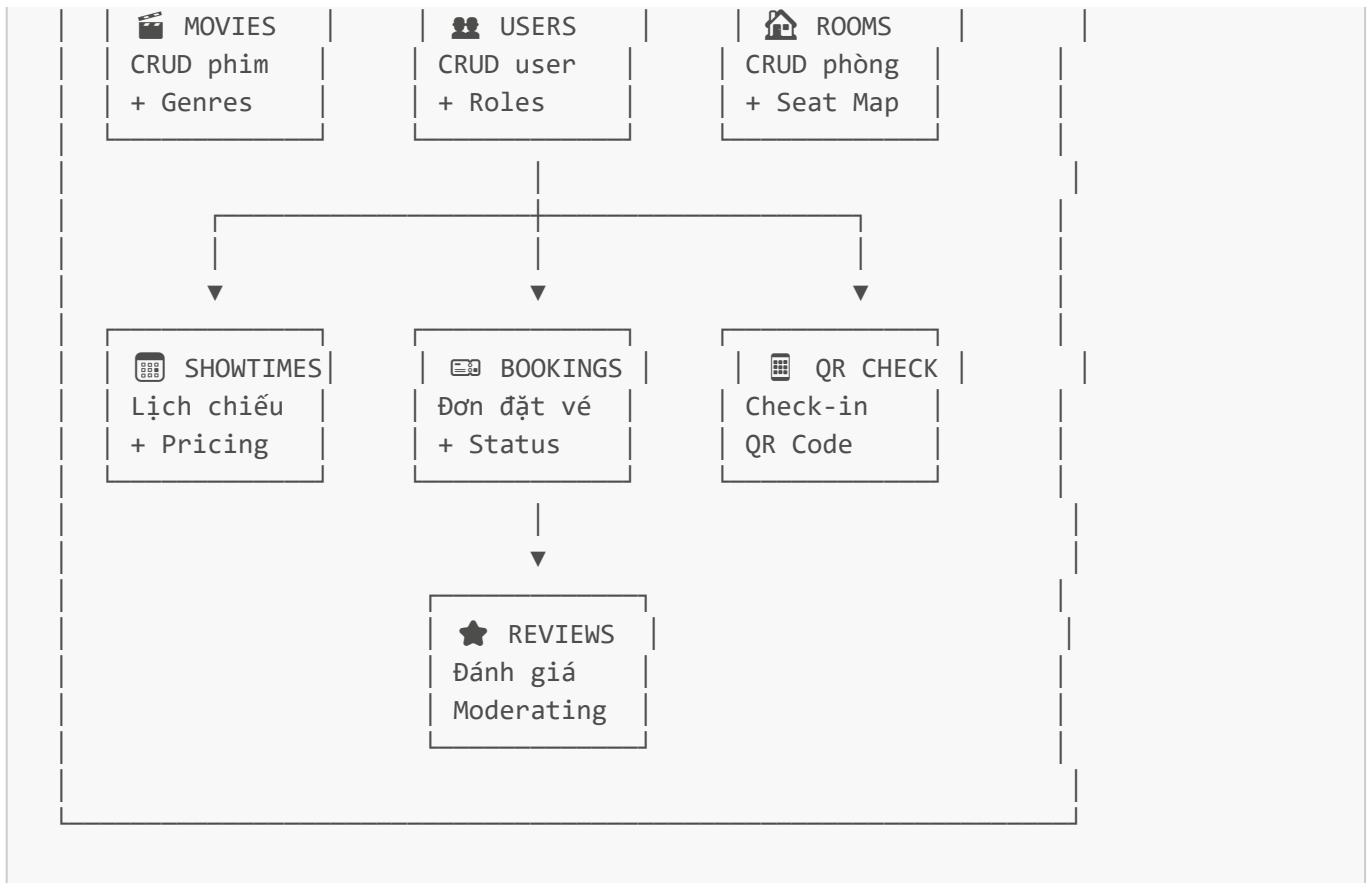 🎬 MOVIES 👥 USERS 🏠 ROOMS
CRUD phim CRUD user CRUD phòng
+ Genres + Roles + Seat Map
📅 SHOWTIMES 🎫 BOOKINGS 📱 QR CHECK
Lịch chiếu Đơn đặt vé Check-in
+ Pricing + Status QR Code
⭐ REVIEWS
Đánh giá
Moderating